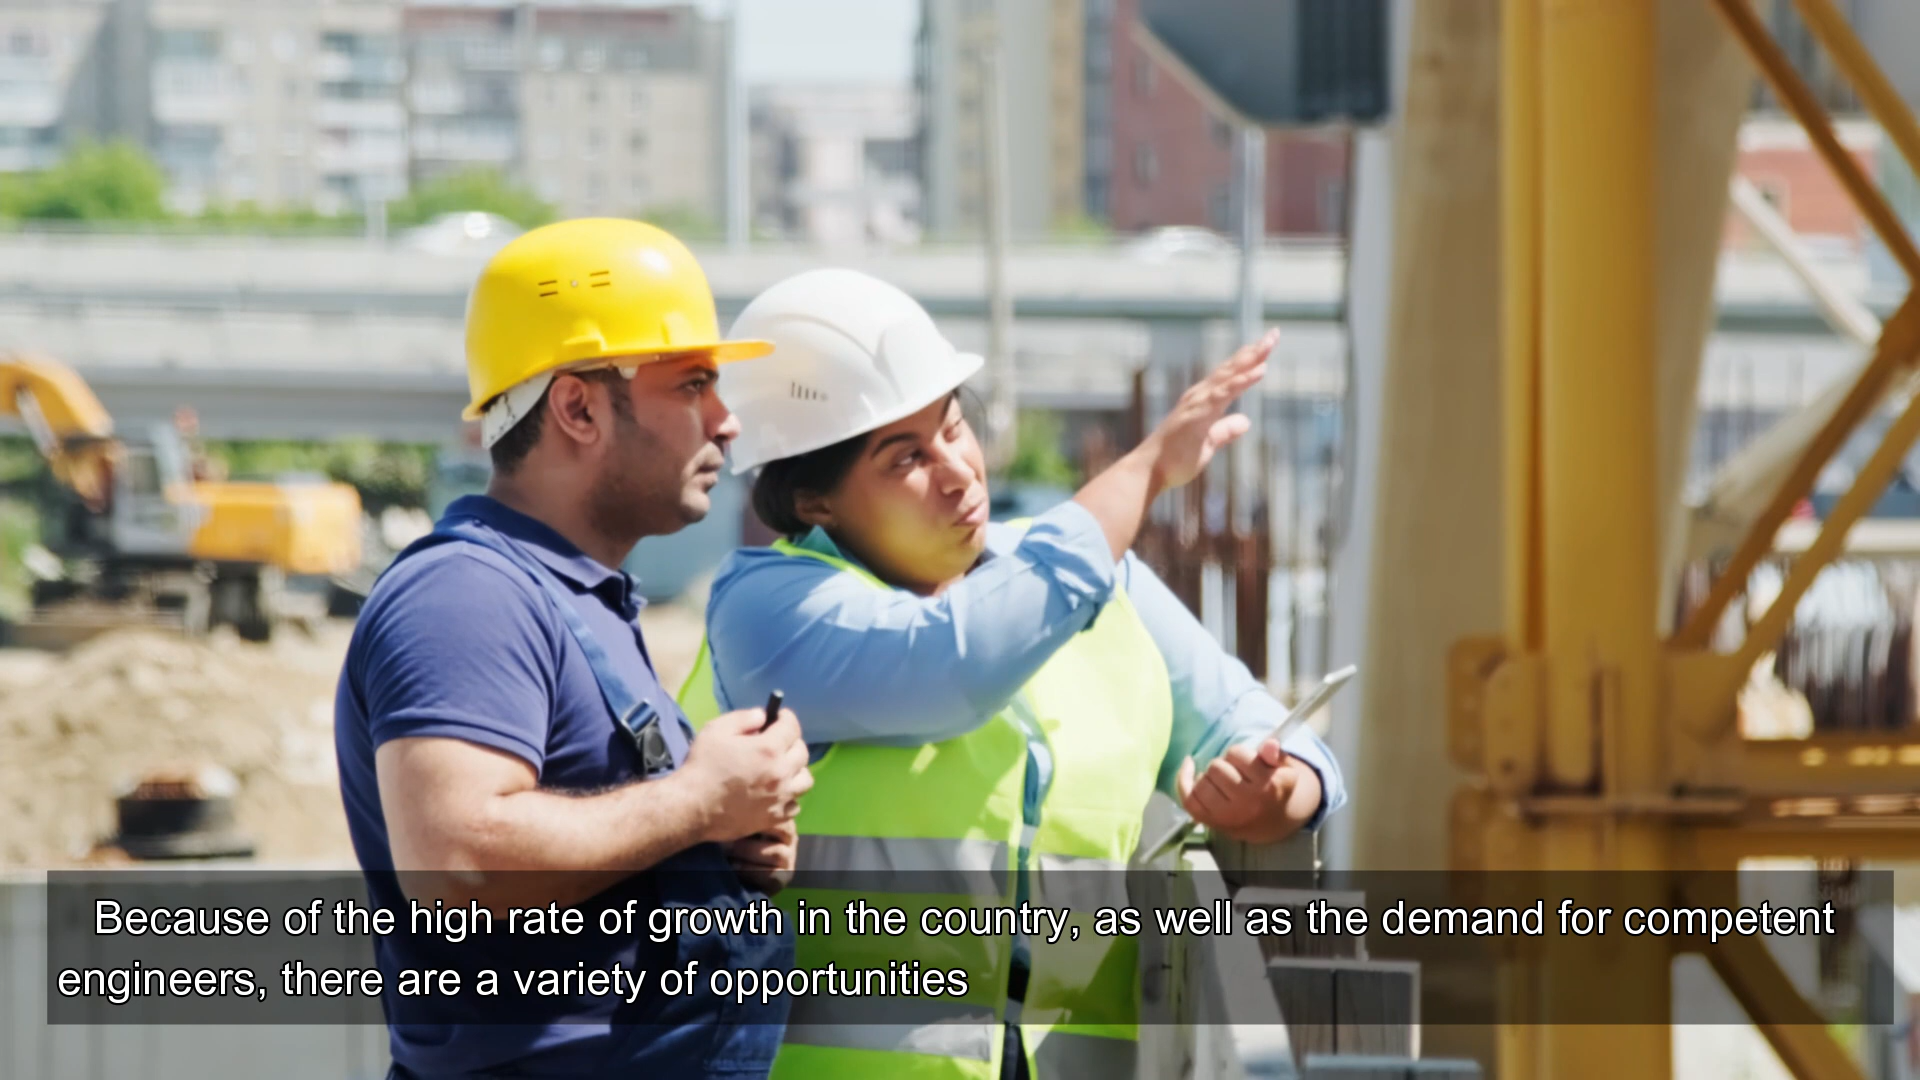 Because of the high rate of growth in the country, as well as the demand for competent
engineers, there are a variety of opportunities